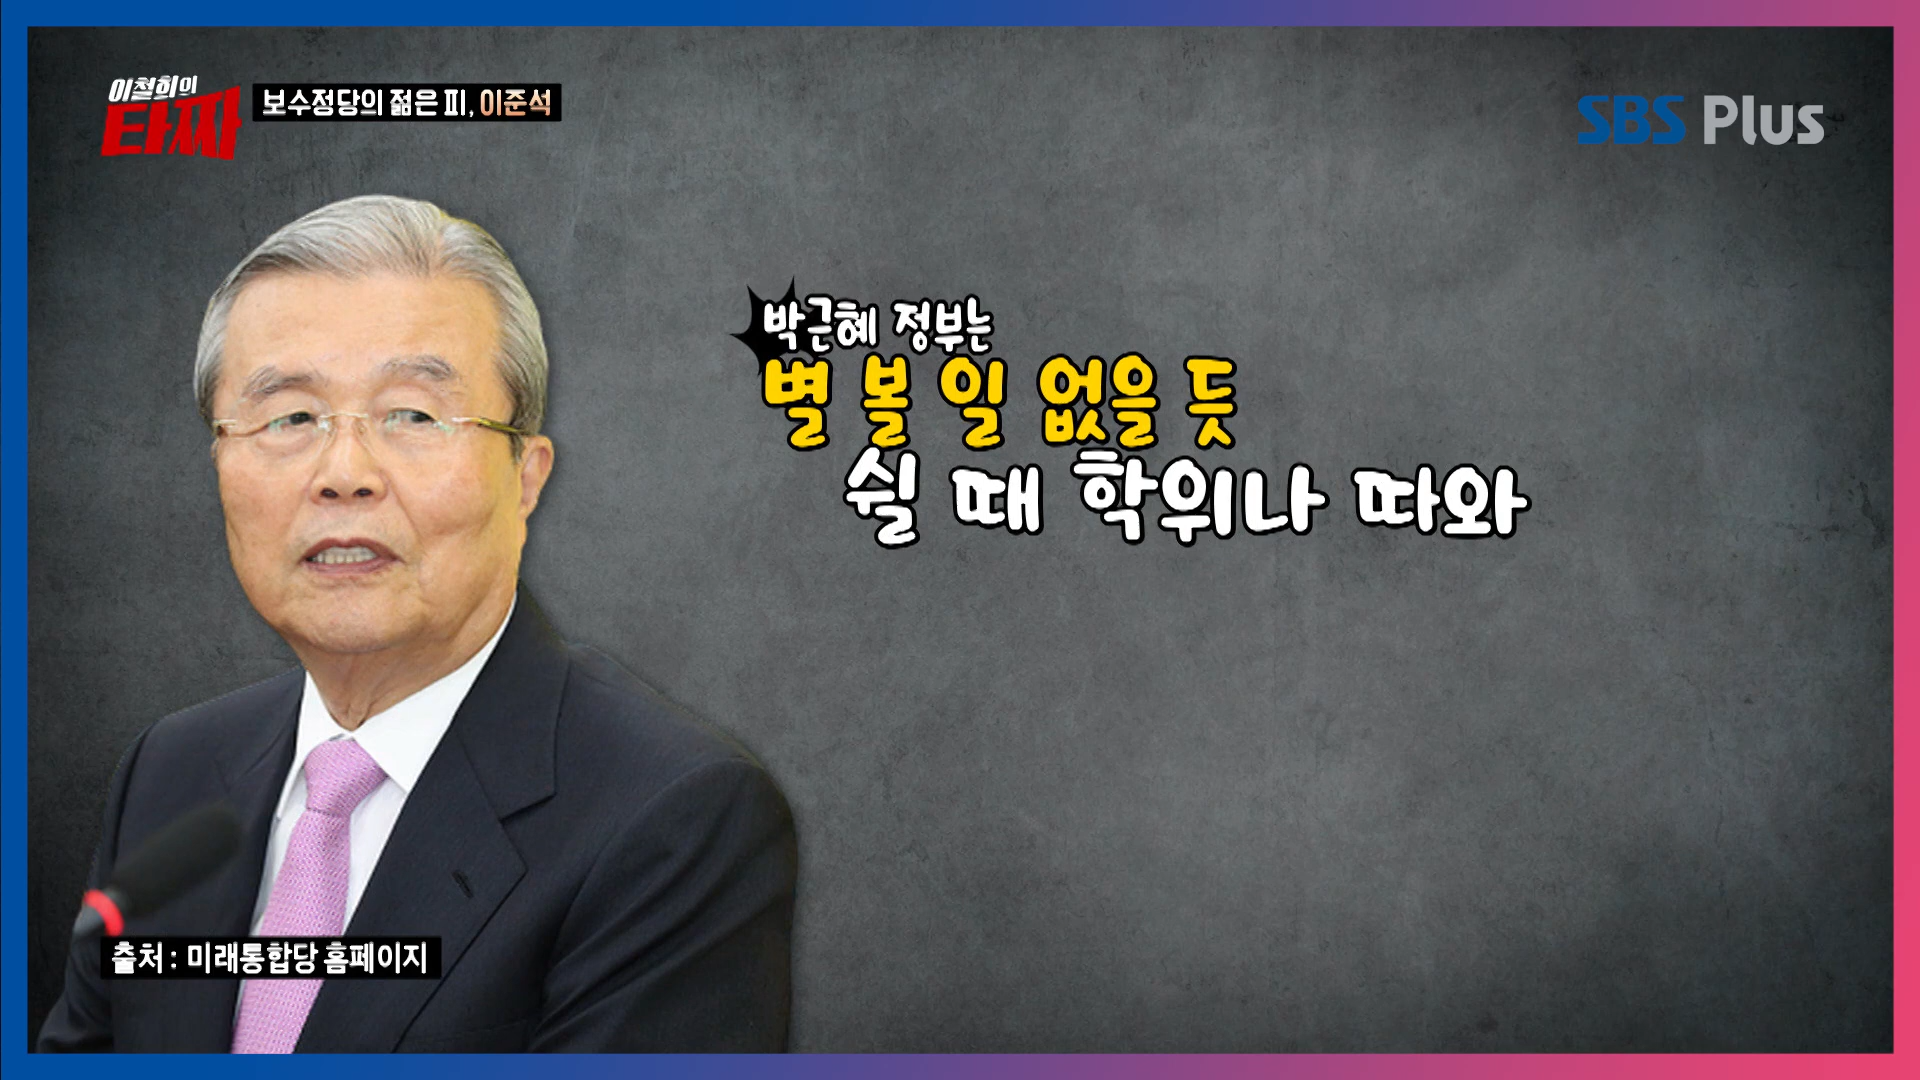 이철희의
타짜
보수정당의 젊은 피, 이준석
SBS Plus
박근혜 정부는
별 볼 일 없을 듯
쉴 때 학위나 따와
출처 : 미래통합당 홈페이지